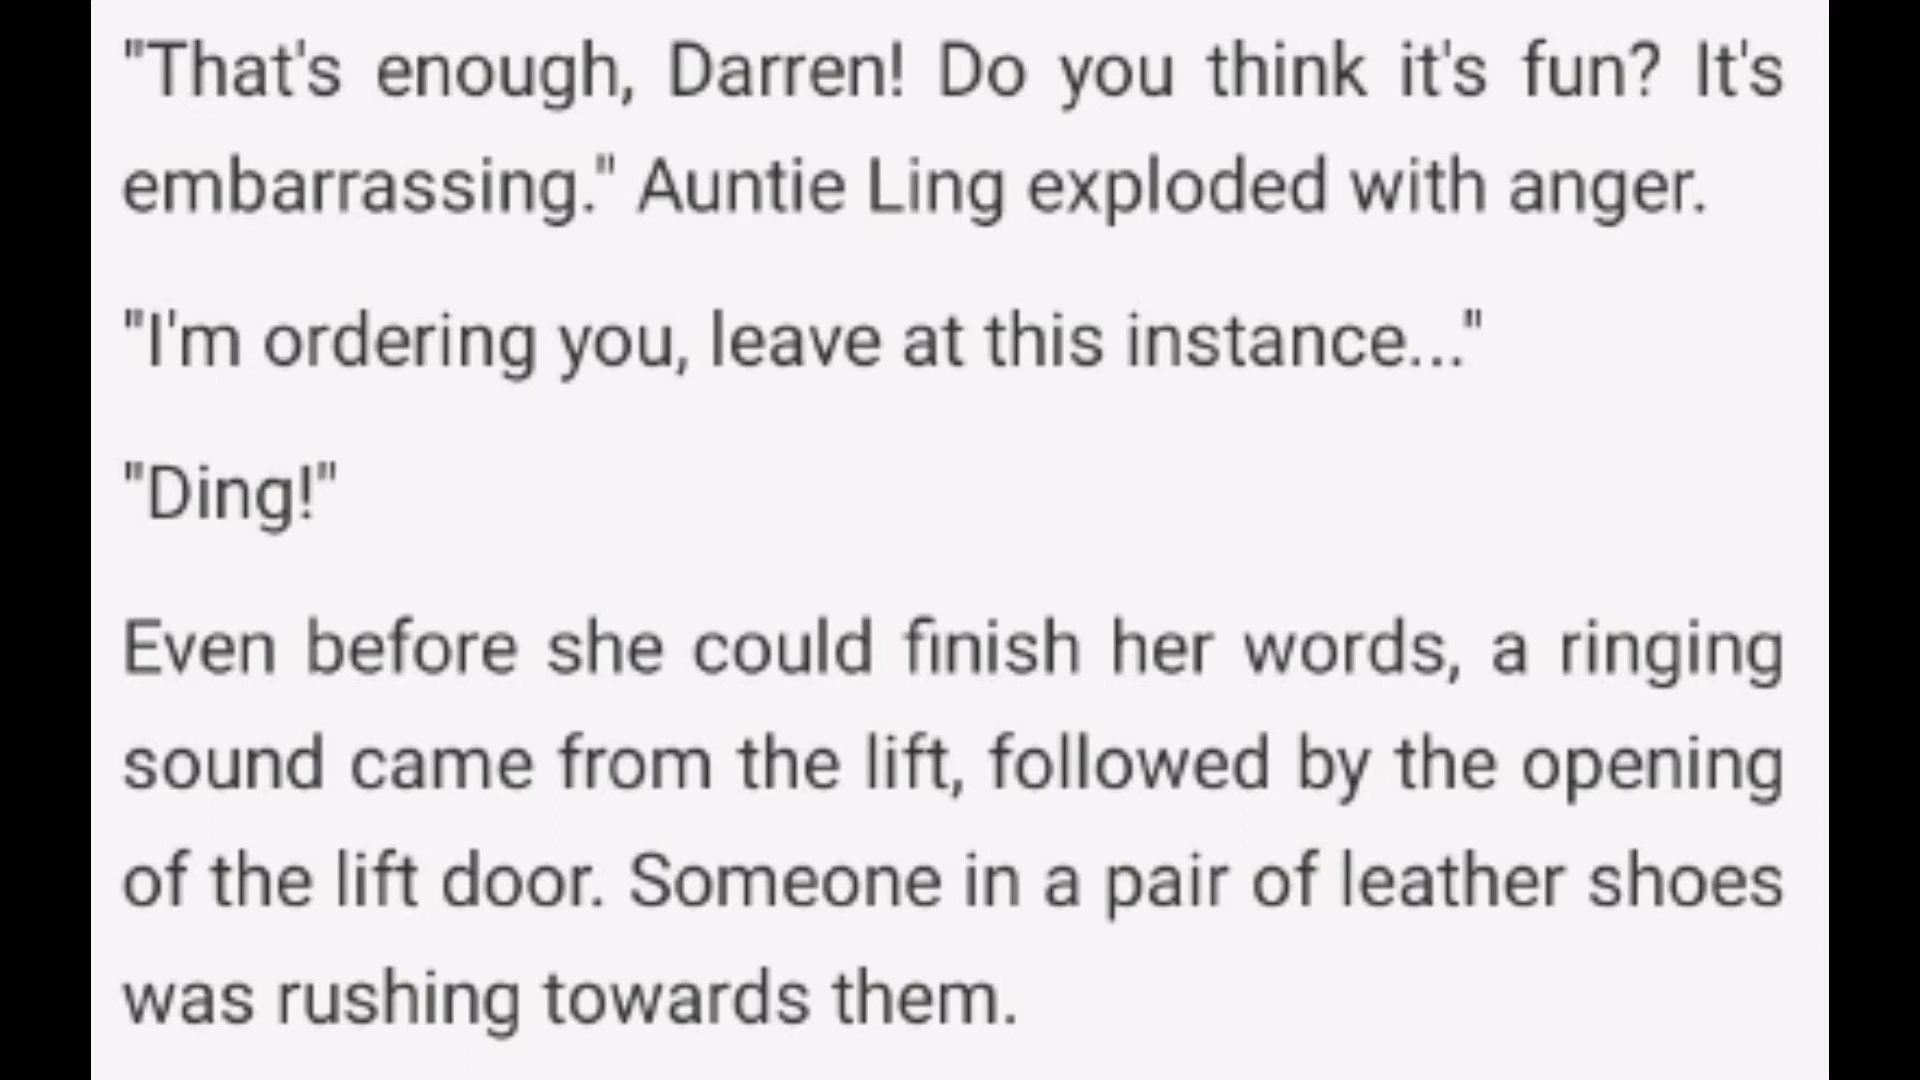 "That's enough, Darren! Do you think it's fun? It's
embarrassing." Auntie Ling exploded with anger.
"I'm ordering you, leave at this instance..."
"Ding!"
Even before she could finish her words, a ringing
sound came from the lift, followed by the opening
of the lift door. Someone in a pair of leather shoes
was rushing towards them.